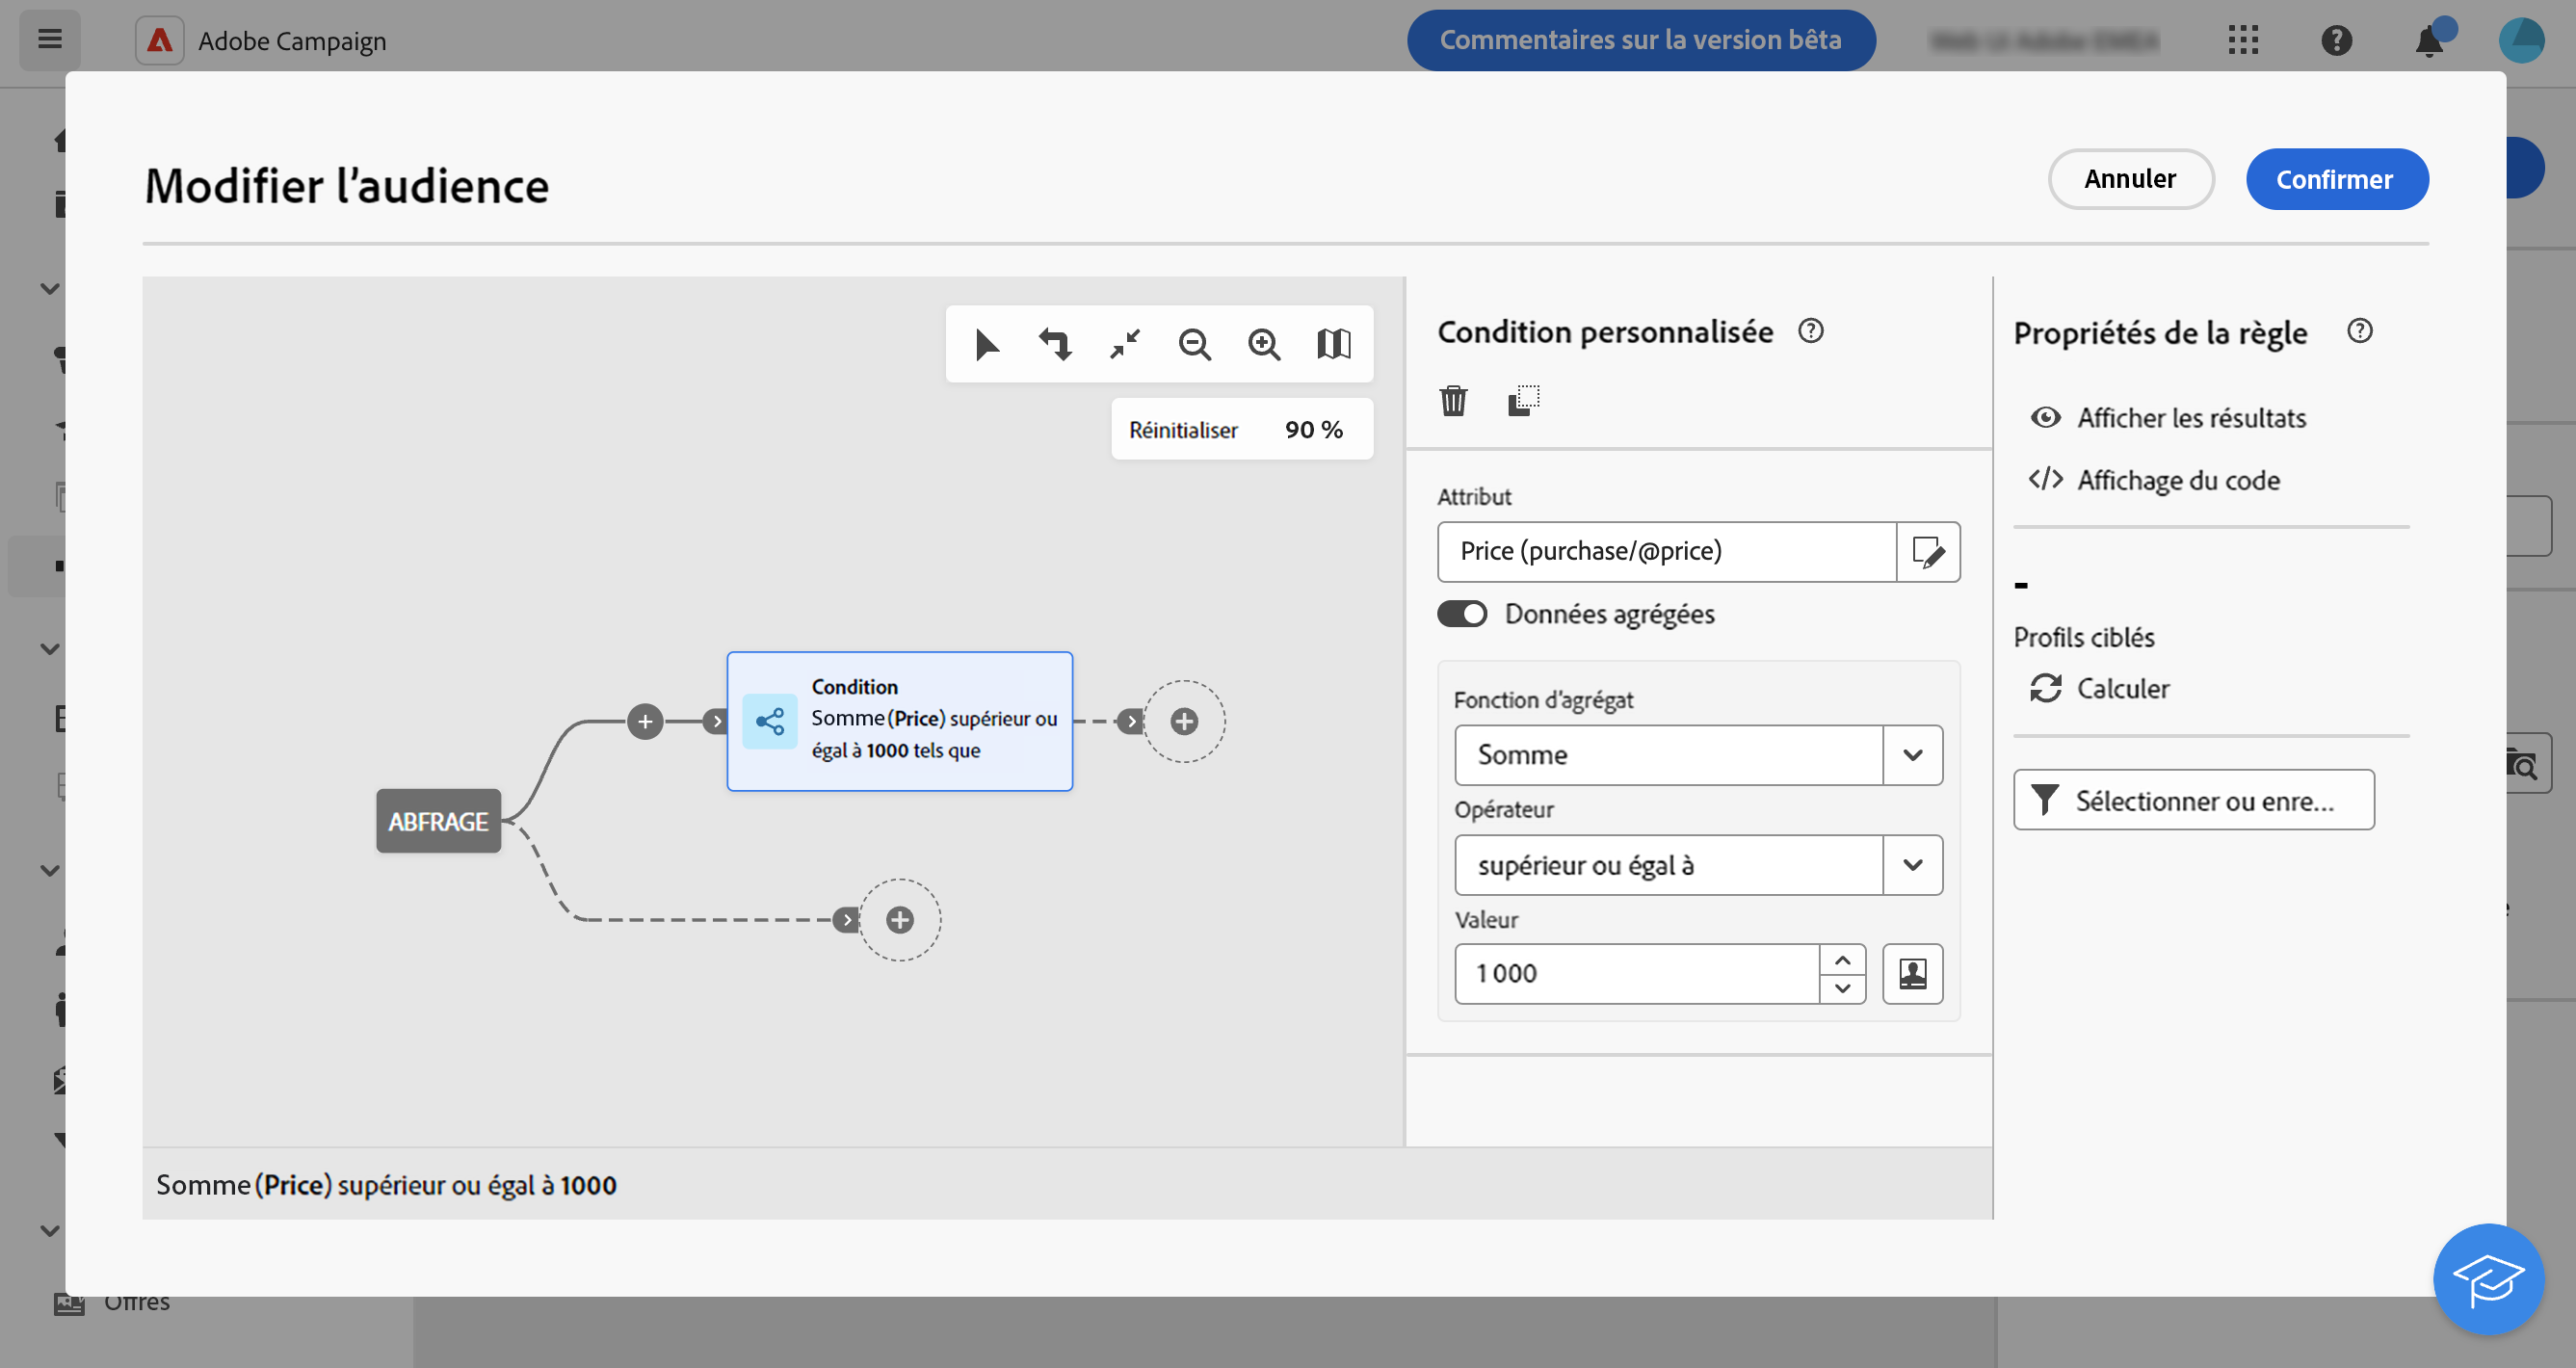 Adobe Campaign
Commentaires sur la version bêta
Modifier l’audience
Annuler
Confirmer
Réinitialiser 90 %
ABFRAGE
Condition
Somme (Price) supérieur ou
égal à 1000 tels que
Somme (Price) supérieur ou égal à 1000
Condition personnalisée
Attribut
Price (purchase/@price)
Données agrégées
Fonction d’agrégat
Somme
Opérateur
supérieur ou égal à
Valeur
1 000
Propriétés de la règle
Afficher les résultats
</> Affichage du code
-
Profils ciblés
Calculer
Sélectionner ou enre...
Offres